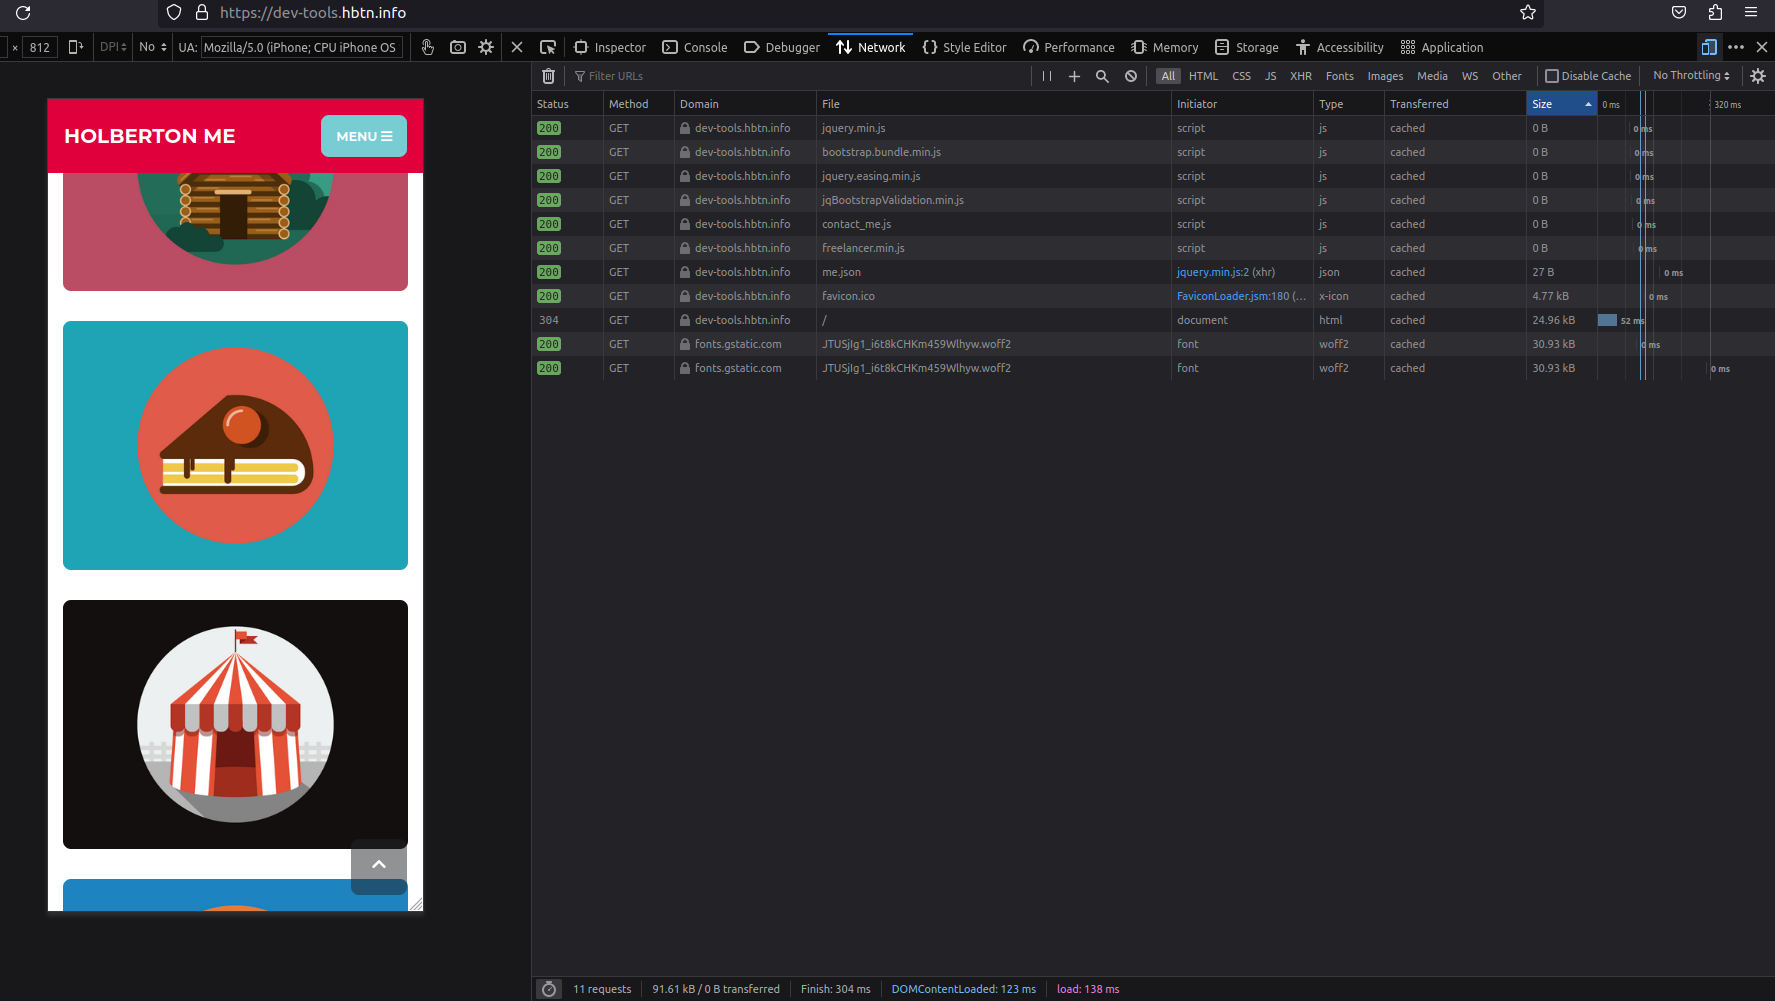 https://dev-tools.hbtn.info
× 812 DPI No UA: Mozilla/5.0 (iPhone; CPU iPhone OS
Inspector Console Debugger Network Style Editor Performance Memory Storage Accessibility Application
Filter URLs All HTML CSS JS XHR Fonts Images Media WS Other Disable Cache No Throttling
Status Method Domain File Initiator Type Transferred Size 0 ms 320 ms
200 GET dev-tools.hbtn.info jquery.min.js script js cached 0 B 0 ms
200 GET dev-tools.hbtn.info bootstrap.bundle.min.js script js cached 0 B 0 ms
200 GET dev-tools.hbtn.info jquery.easing.min.js script js cached 0 B 0 ms
200 GET dev-tools.hbtn.info jqBootstrapValidation.min.js script js cached 0 B 0 ms
200 GET dev-tools.hbtn.info contact_me.js script js cached 0 B 0 ms
200 GET dev-tools.hbtn.info freelancer.min.js script js cached 0 B 0 ms
200 GET dev-tools.hbtn.info me.json jquery.min.js:2 (xhr) json cached 27 B 0 ms
200 GET dev-tools.hbtn.info favicon.ico FaviconLoader.jsm:180 (... x-icon cached 4.77 kB 0 ms
304 GET dev-tools.hbtn.info / document html cached 24.96 kB 52 ms
200 GET fonts.gstatic.com JTUSjIg1_i6t8kCHKm459Wlhyw.woff2 font woff2 cached 30.93 kB 0 ms
200 GET fonts.gstatic.com JTUSjIg1_i6t8kCHKm459Wlhyw.woff2 font woff2 cached 30.93 kB 0 ms
HOLBERTON ME MENU
11 requests 91.61 kB / 0 B transferred Finish: 304 ms DOMContentLoaded: 123 ms load: 138 ms